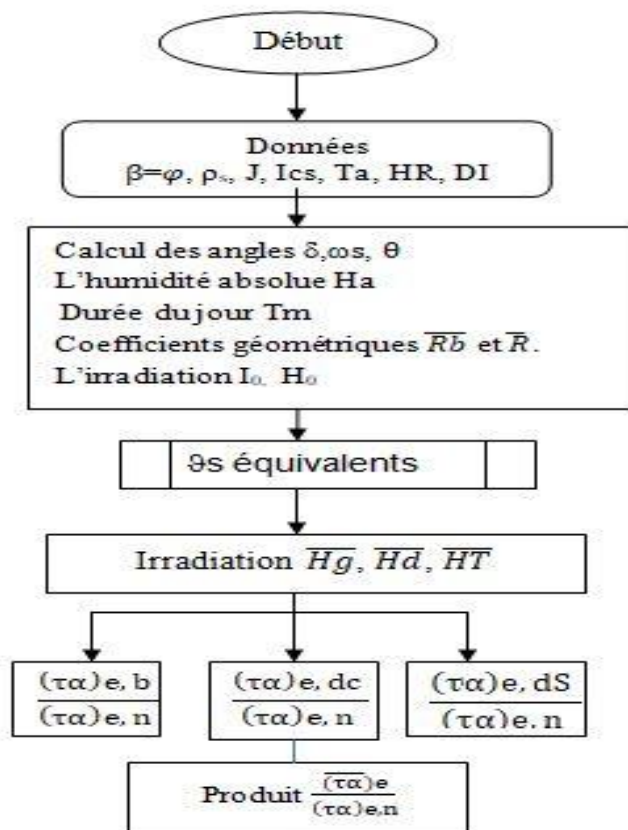 Début
Données
β=φ, ρs, J, Ics, Ta, HR, DI
Calcul des angles δ,ωs, θ
L'humidité absolue Ha
Durée du jour Tm
Coefficients géométriques R̅b̅ et R̅.
L'irradiation I₀, H₀
ϑs équivalents
Irradiation H̅g̅, H̅d̅, H̅T̅
(τα)e, b
(τα)e, n
(τα)e, dc
(τα)e, n
(τα)e, dS
(τα)e. n
Produit (τ̅α̅)e
(τα)e,n